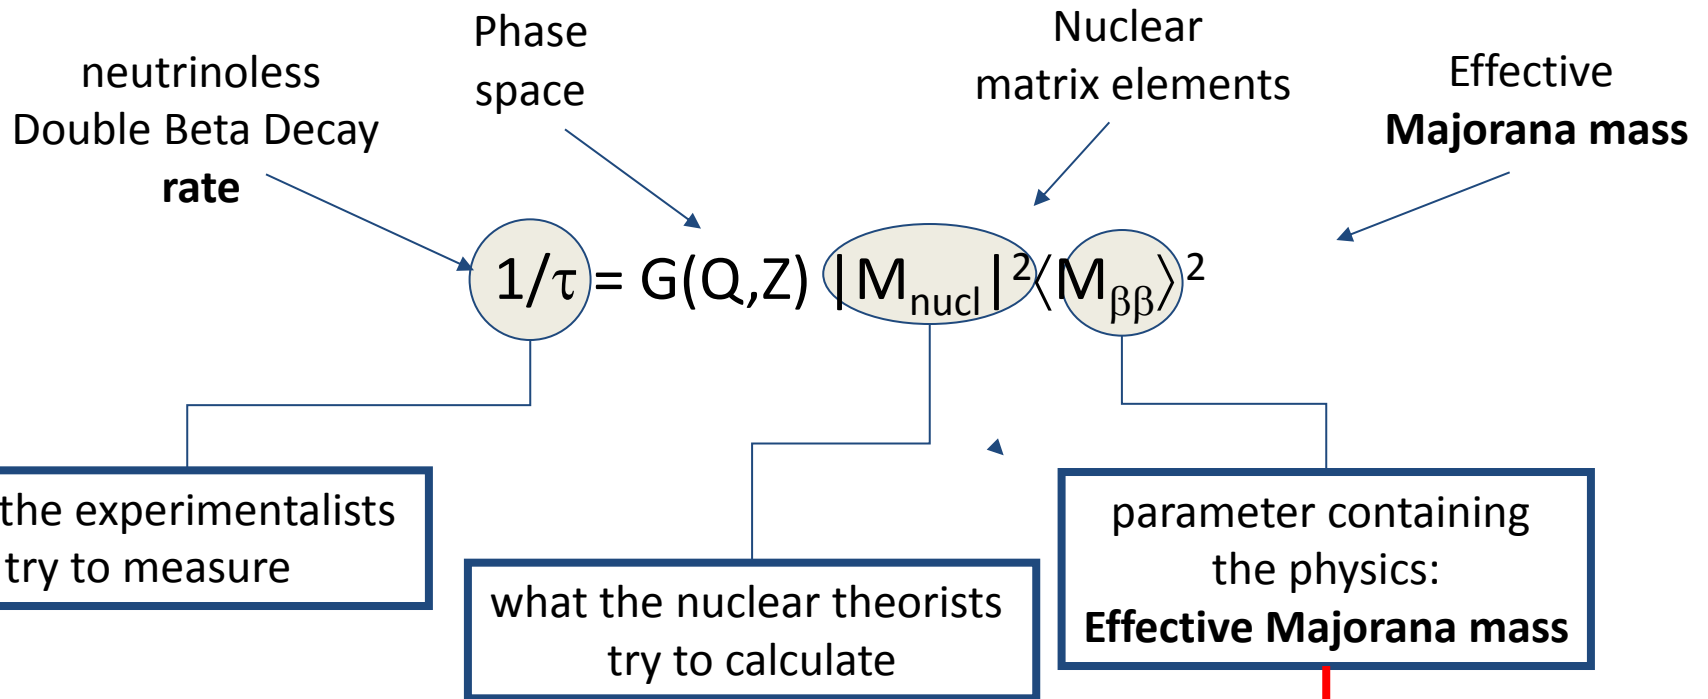 neutrinoless
Double Beta Decay
rate
Phase
space
Nuclear
matrix elements
Effective
Majorana mass
1/τ = G(Q,Z) |M_nucl|²⟨M_ββ⟩²
the experimentalists
try to measure
what the nuclear theorists
try to calculate
parameter containing
the physics:
Effective Majorana mass